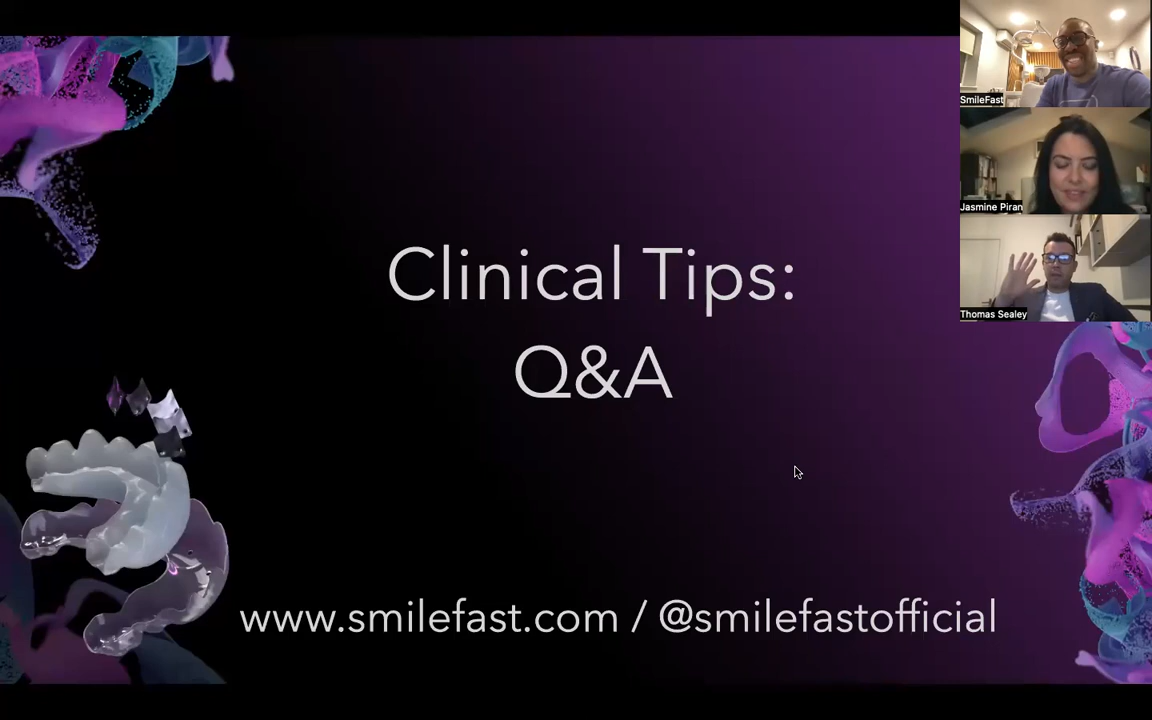 SmileFast
Jasmine Piran
Thomas Sealey
Clinical Tips:
Q&A
www.smilefast.com / @smilefastofficial